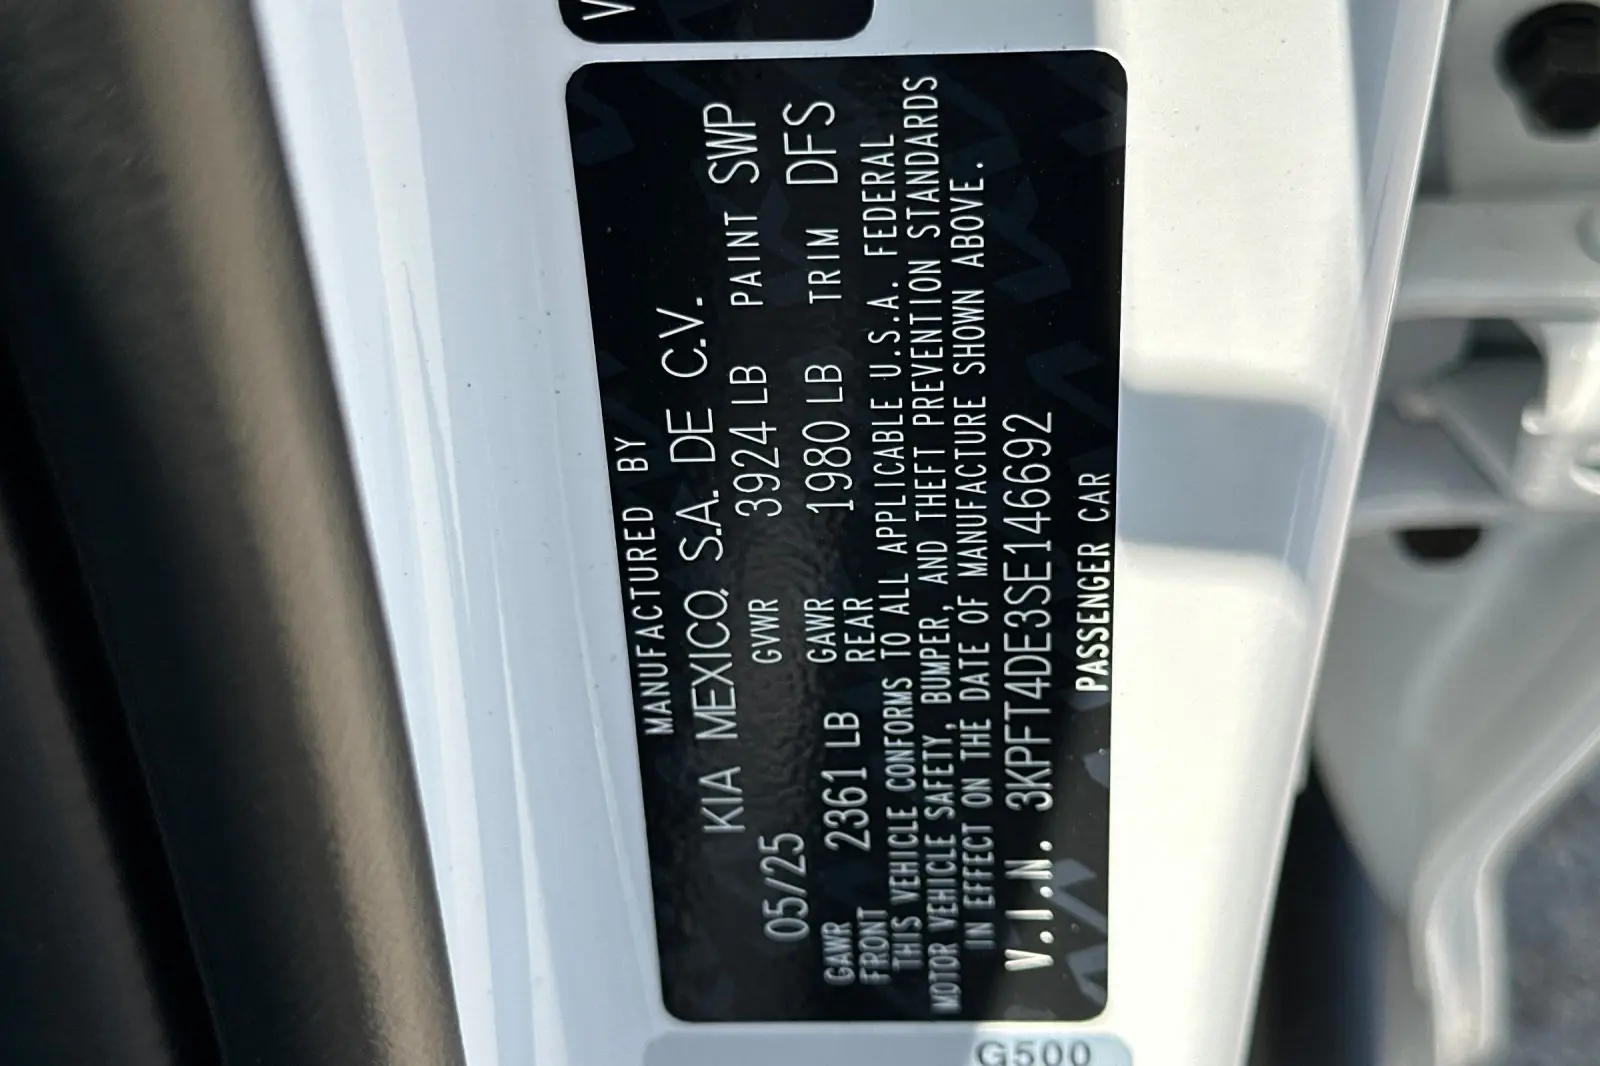 V
MANUFACTURED BY
KIA MEXICO, S.A. DE C.V.
05/25 GVWR 3924 LB PAINT SWP
GAWR FRONT 2361 LB GAWR REAR 1980 LB TRIM DFS
THIS VEHICLE CONFORMS TO ALL APPLICABLE U.S.A. FEDERAL
MOTOR VEHICLE SAFETY, BUMPER, AND THEFT PREVENTION STANDARDS
IN EFFECT ON THE DATE OF MANUFACTURE SHOWN ABOVE.
V.I.N. 3KPFT4DE3SE146692
PASSENGER CAR
G500